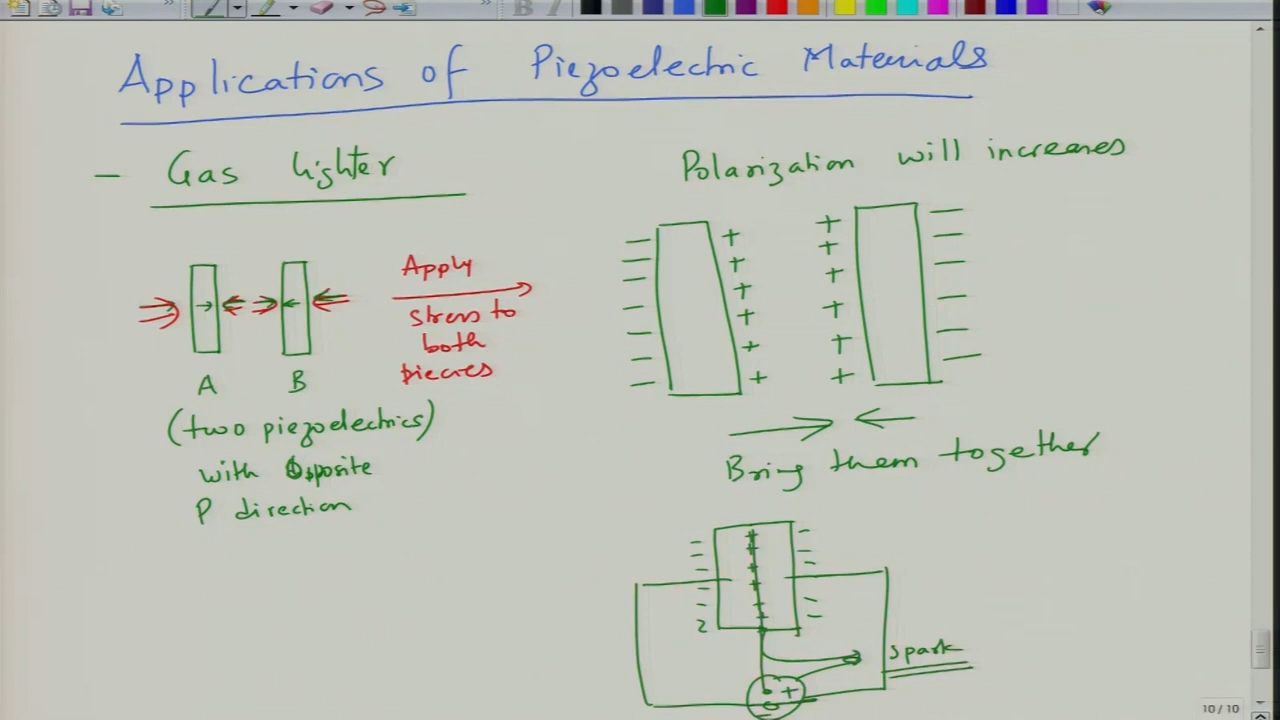 Applications of Piezoelectric Materials
- Gas lighter
Polarization will increases
Apply
stress to
both
pieces
A B
(two piezoelectrics)
with opposite
P direction
Bring them together
spark
10 / 10